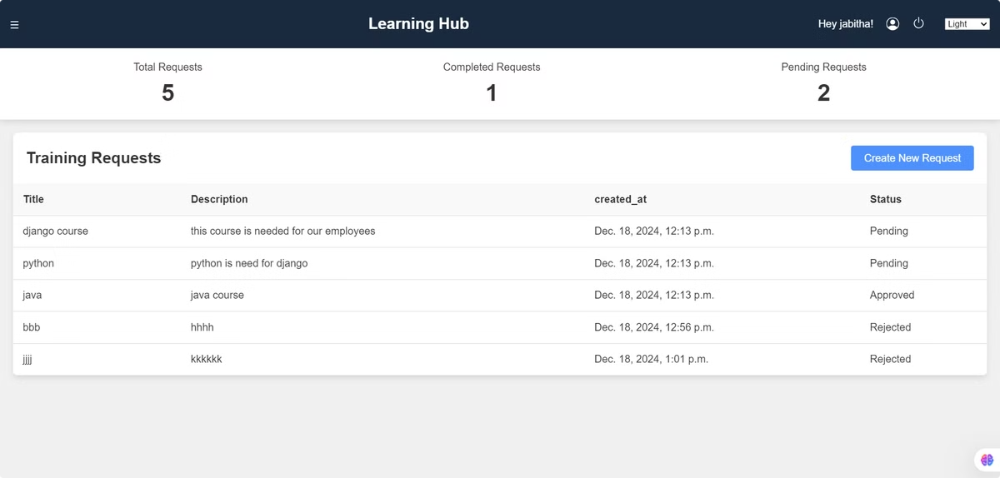 ☰ Learning Hub Hey jabitha! Light
Total Requests Completed Requests Pending Requests
5 1 2
Training Requests Create New Request
Title Description created_at Status
django course this course is needed for our employees Dec. 18, 2024, 12:13 p.m. Pending
python python is need for django Dec. 18, 2024, 12:13 p.m. Pending
java java course Dec. 18, 2024, 12:13 p.m. Approved
bbb hhhh Dec. 18, 2024, 12:56 p.m. Rejected
jjjj kkkkkk Dec. 18, 2024, 1:01 p.m. Rejected